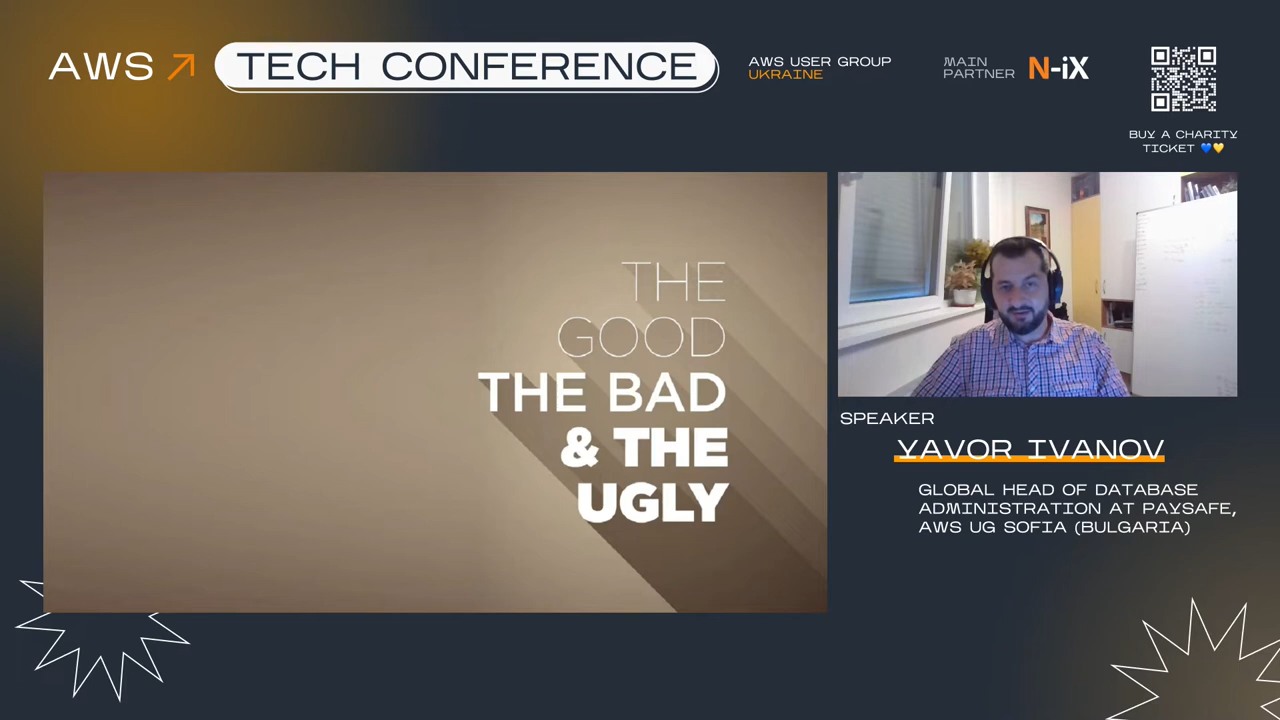 AWS
TECH CONFERENCE
AWS USER GROUP
UKRAINE
MAIN
PARTNER
N-iX
BUY A CHARITY
TICKET 💙💛
THE
GOOD
THE BAD
& THE
UGLY
SPEAKER
YAVOR IVANOV
GLOBAL HEAD OF DATABASE
ADMINISTRATION AT PAYSAFE,
AWS UG SOFIA (BULGARIA)